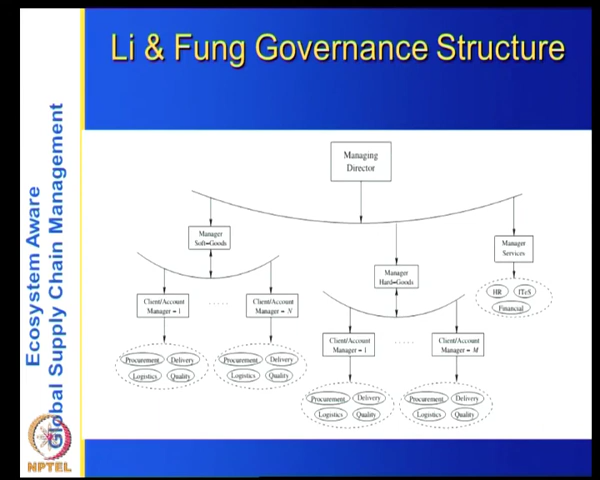 Li & Fung Governance Structure
Ecosystem Aware
Global Supply Chain Management
Managing
Director
Manager
Soft-Goods
Manager
Hard-Goods
Manager
Services
HR
ITeS
Financial
Client/Account
Manager - 1
. . . . .
Client/Account
Manager - N
Procurement
Delivery
Logistics
Quality
Procurement
Delivery
Logistics
Quality
Client/Account
Manager - 1
. . . . .
Client/Account
Manager - M
Procurement
Delivery
Logistics
Quality
Procurement
Delivery
Logistics
Quality
NPTEL